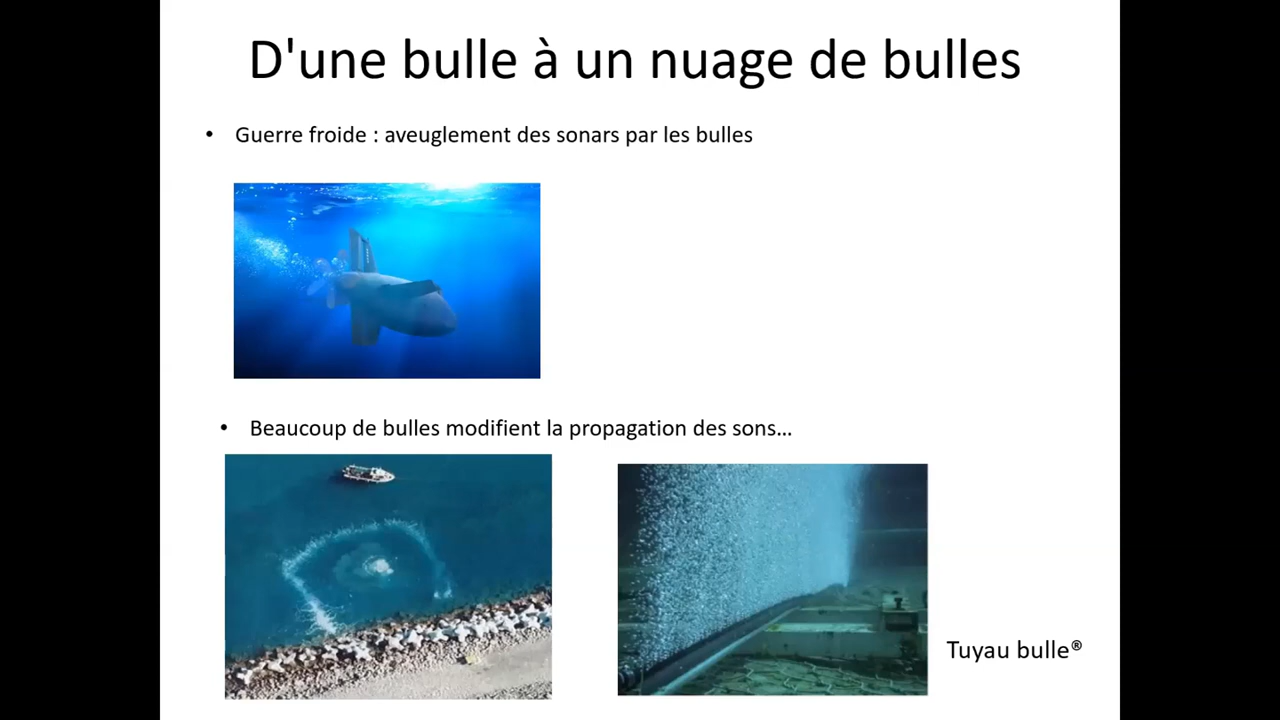 D'une bulle à un nuage de bulles
• Guerre froide : aveuglement des sonars par les bulles
• Beaucoup de bulles modifient la propagation des sons...
Tuyau bulle®